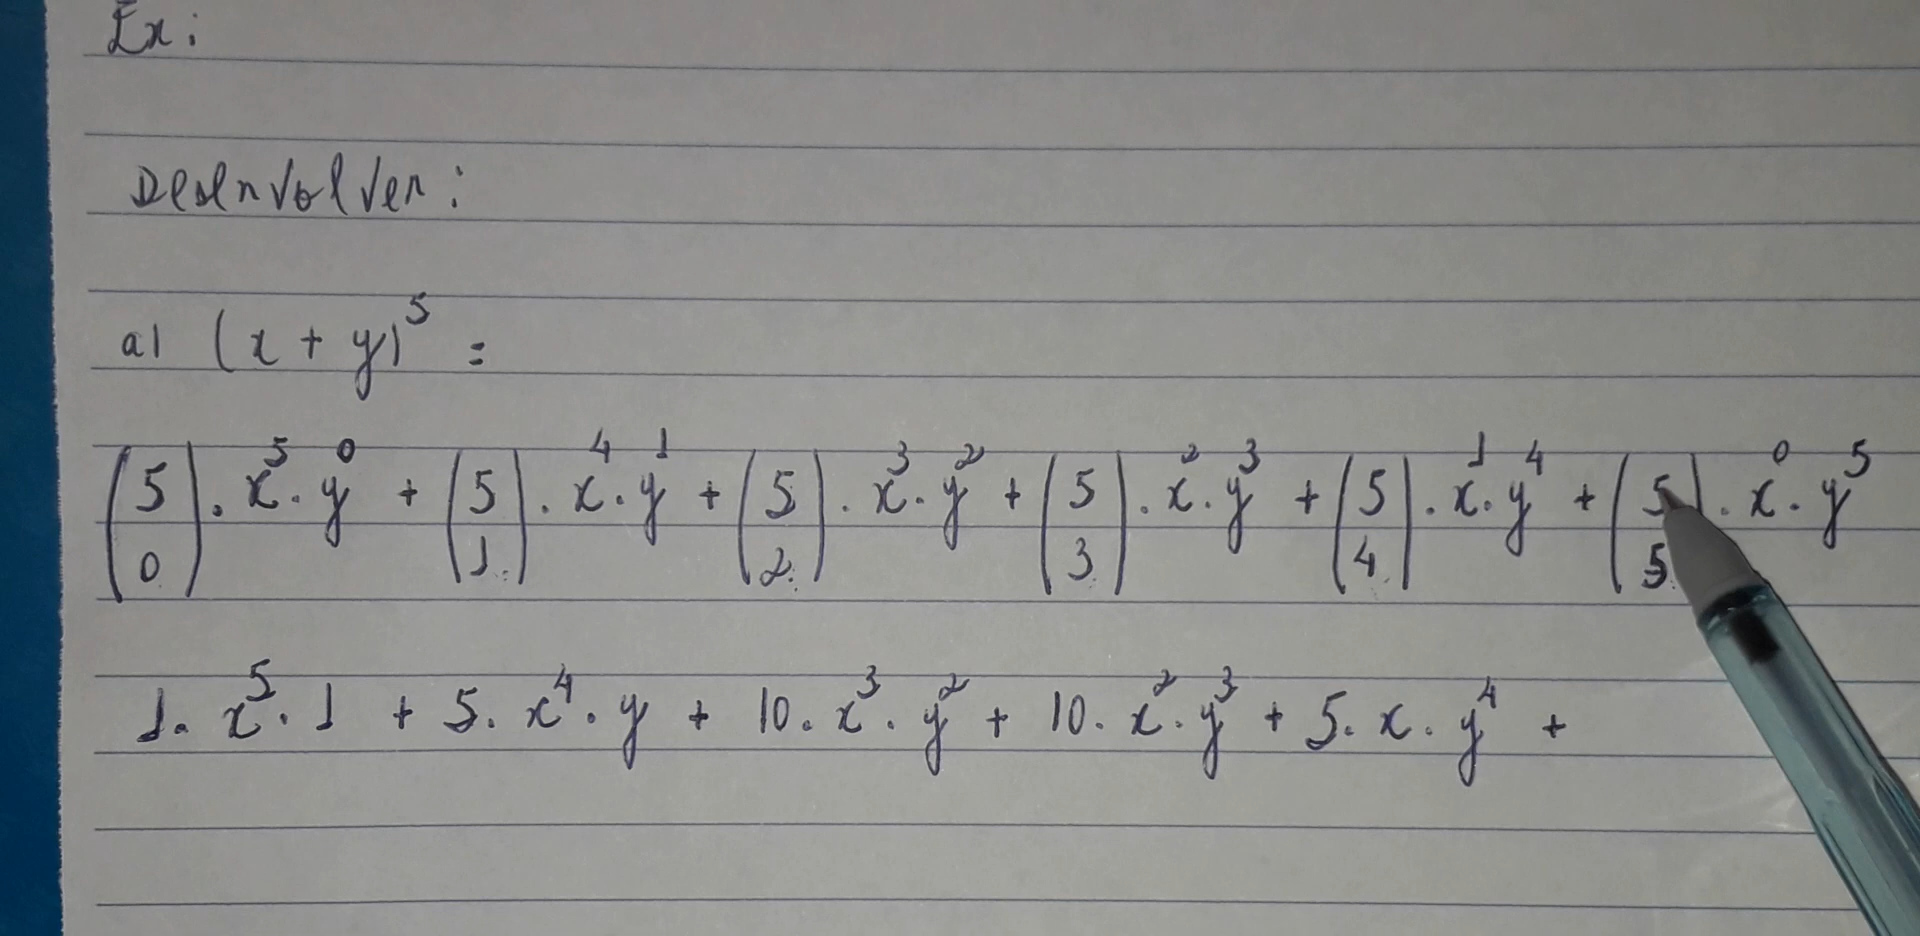 Ex:
Desenvolver:
a) (x + y)⁵ =
(5 0) . x⁵ . y⁰ + (5 1) . x⁴ . y¹ + (5 2) . x³ . y² + (5 3) . x² . y³ + (5 4) . x¹ . y⁴ + (5 5) . x⁰ . y⁵
1 . x⁵ . 1 + 5 . x⁴ . y + 10 . x³ . y² + 10 . x² . y³ + 5 . x . y⁴ +